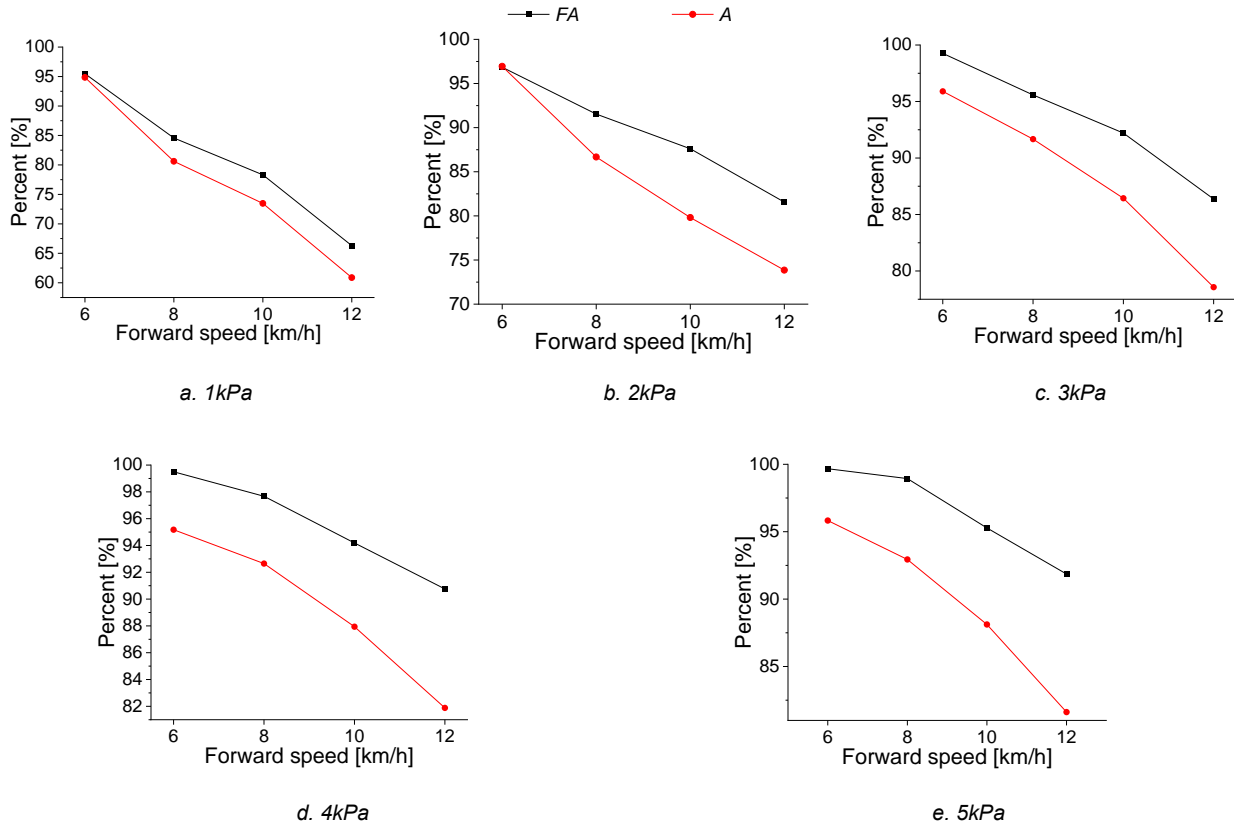 FA A
100
95
90
85
80
75
70
65
60
Percent [%]
6 8 10 12
Forward speed [km/h]
a. 1kPa
100
95
90
85
80
75
70
Percent [%]
6 8 10 12
Forward speed [km/h]
b. 2kPa
100
95
90
85
80
Percent [%]
6 8 10 12
Forward speed [km/h]
c. 3kPa
100
98
96
94
92
90
88
86
84
82
Percent [%]
6 8 10 12
Forward speed [km/h]
d. 4kPa
100
95
90
85
Percent [%]
6 8 10 12
Forward speed [km/h]
e. 5kPa